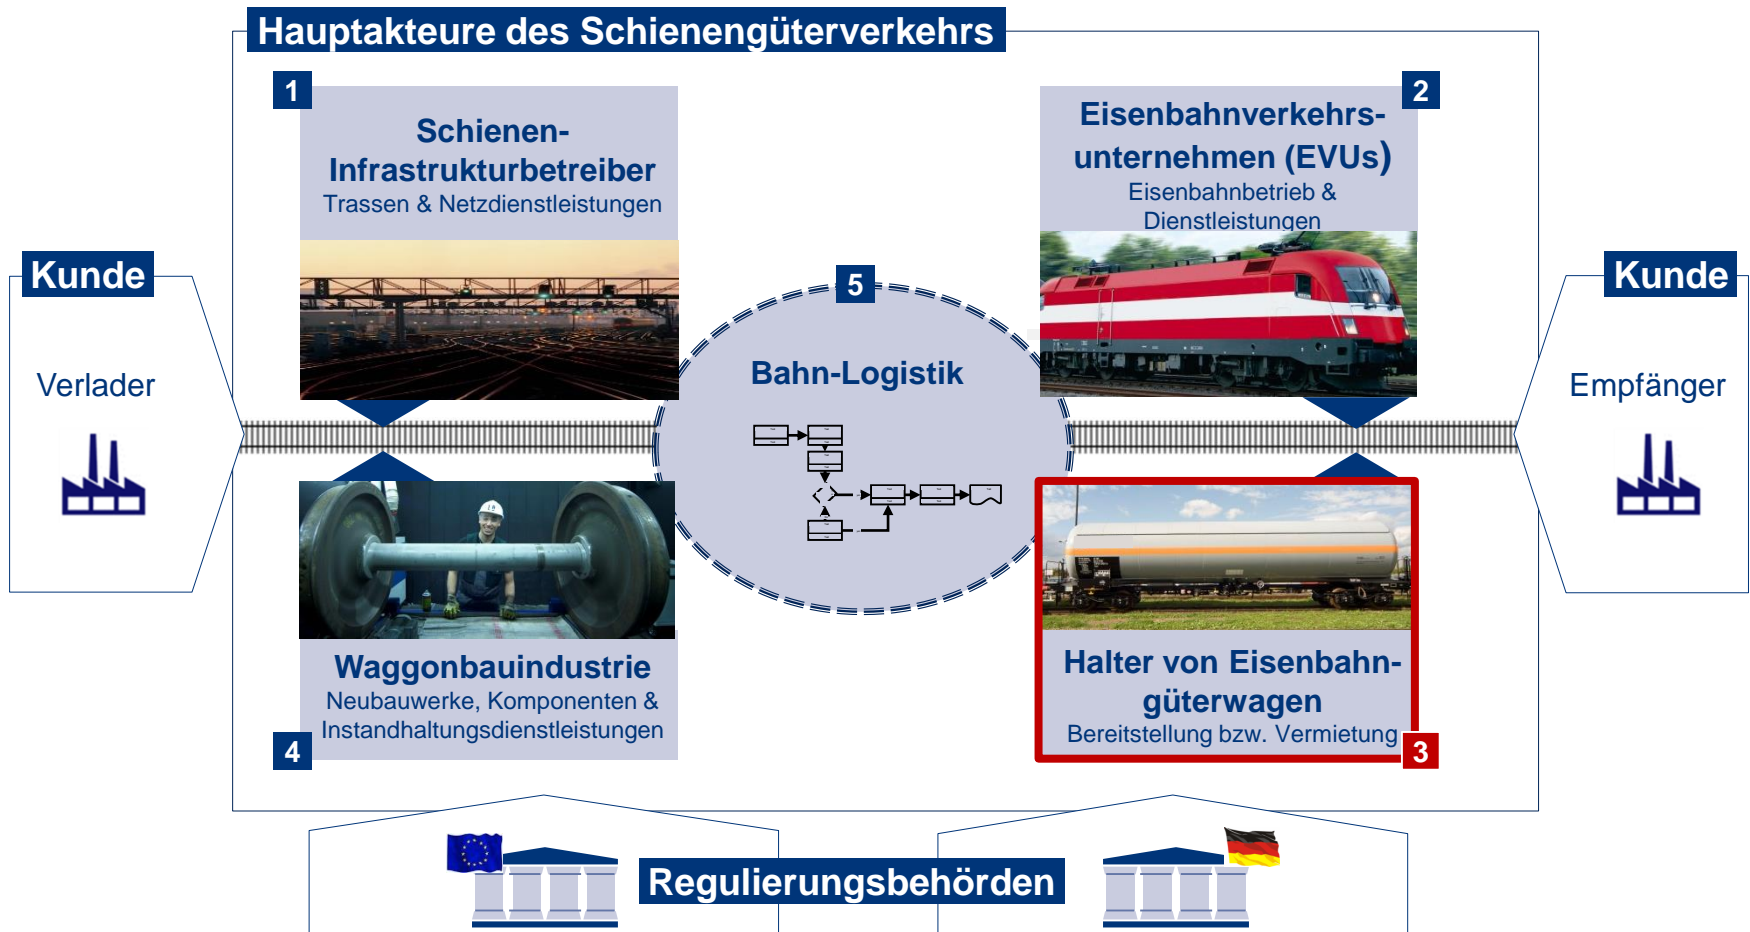 Hauptakteure des Schienengüterverkehrs
1
Schienen-
Infrastrukturbetreiber
Trassen & Netzdienstleistungen
2
Eisenbahnverkehrs-
unternehmen (EVUs)
Eisenbahnbetrieb &
Dienstleistungen
Kunde
Verlader
5
Bahn-Logistik
Kunde
Empfänger
Waggonbauindustrie
Neubauwerke, Komponenten &
Instandhaltungsdienstleistungen
4
Halter von Eisenbahn-
güterwagen
Bereitstellung bzw. Vermietung
3
Regulierungsbehörden